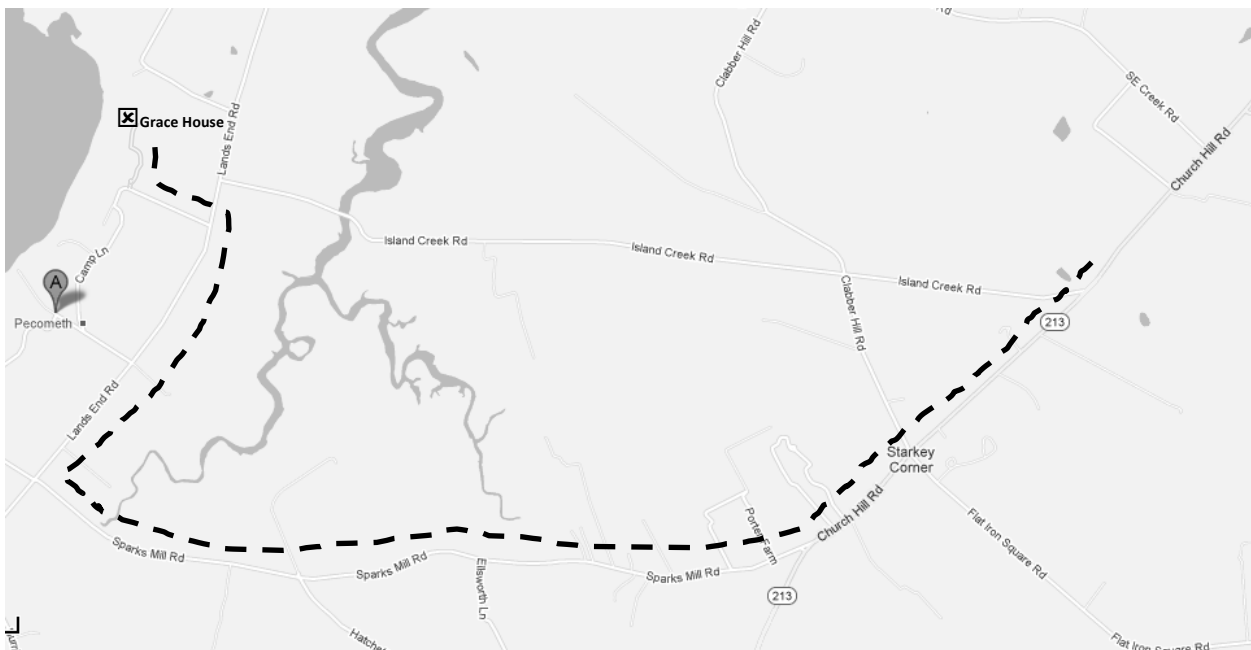 Rd
Clabber Hill Rd
SE Creek Rd
Grace House
Lands End Rd
Church Hill Rd
Island Creek Rd
Island Creek Rd
Camp Ln
A
Island Creek Rd
Clabber Hill Rd
213
Pecometh
Lands End Rd
Starkey
Corner
Church Hill Rd
Porter Farm
Flat Iron Square Rd
Sparks Mill Rd
Sparks Mill Rd
Ellsworth Ln
Sparks Mill Rd
213
Hatche
Flat Iron Square Rd